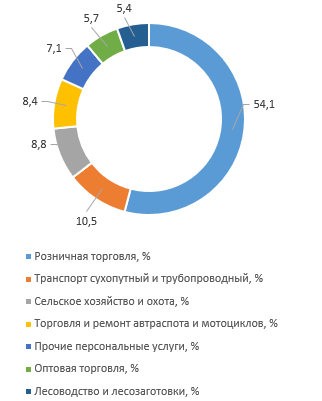 5,4
5,7
7,1
8,4
8,8
10,5
54,1
Розничная торговля, %
Транспорт сухопутный и трубопроводный, %
Сельское хозяйство и охота, %
Торговля и ремонт автраспота и мотоциклов, %
Прочие персональные услуги, %
Оптовая торговля, %
Лесоводство и лесозаготовки, %